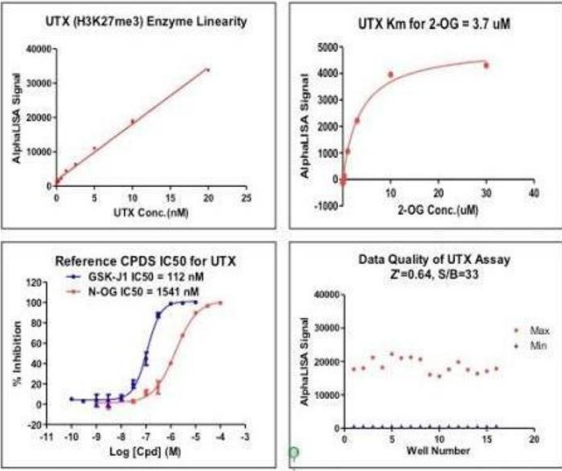 UTX (H3K27me3) Enzyme Linearity
40000
30000
20000
10000
0
AlphaLISA Signal
0 5 10 15 20 25
UTX Conc.(nM)
UTX Km for 2-OG = 3.7 uM
5000
4000
3000
2000
1000
0
-1000
AlphaLISA Signal
10 20 30 40
2-OG Conc.(uM)
Reference CPDS IC50 for UTX
GSK-J1 IC50 = 112 nM
N-OG IC50 = 1541 nM
120
100
80
60
40
20
0
-20
% Inhibition
-11 -10 -9 -8 -7 -6 -5 -4 -3
Log [Cpd] (M)
Data Quality of UTX Assay
Z'=0.64, S/B=33
40000
30000
20000
10000
0
AlphaLISA Signal
0 5 10 15 20
Well Number
Max
Min